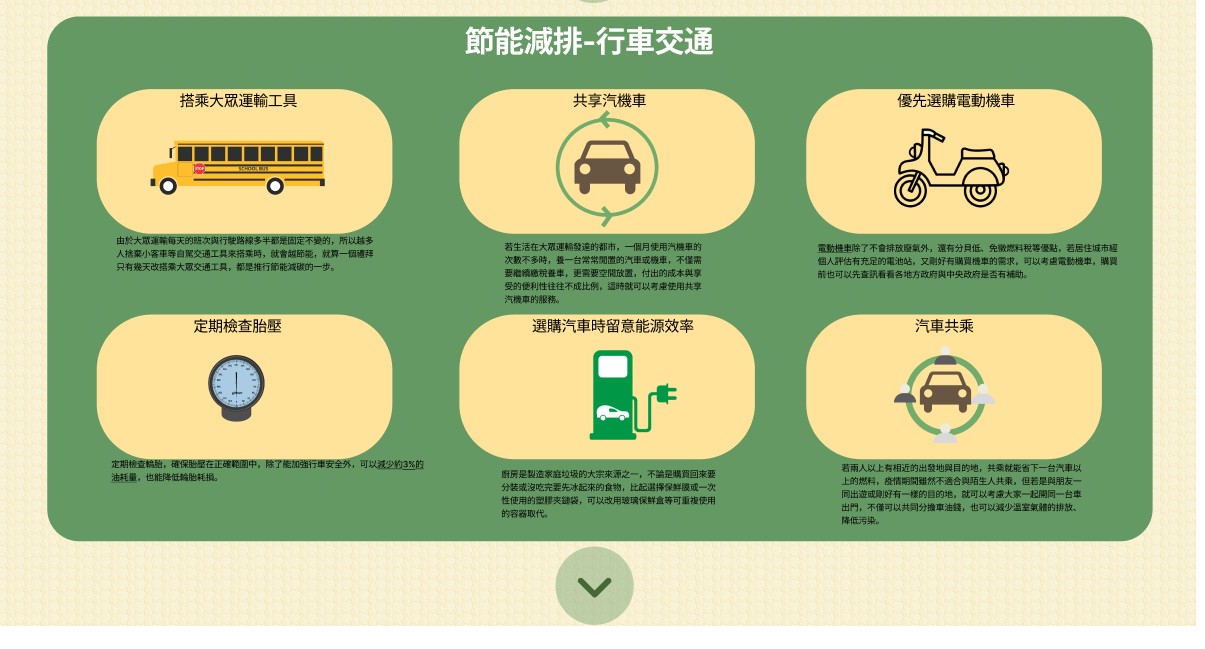 節能減排-行車交通
搭乘大眾運輸工具
STOP
SCHOOL BUS
由於大眾運輸每天的班次與行駛路線多半都是固定不變的，所以越多
人捨棄小客車等自駕交通工具來搭乘時，就會越節能，就算一個禮拜
只有幾天改搭乘大眾交通工具，都是推行節能減碳的一步。
共享汽機車
若生活在大眾運輸發達的都市，一個月使用汽機車的
次數不多時，養一台常常閒置的汽車或機車，不僅需
要繼續繳稅養車，更需要空間放置，付出的成本與享
受的便利性往往不成比例，這時就可以考慮使用共享
汽機車的服務。
優先選購電動機車
電動機車除了不會排放廢氣外，還有分貝低、免徵燃料稅等優點，若居住城市經
個人評估有充足的電池站，又剛好有購買機車的需求，可以考慮電動機車，購買
前也可以先查訊看看各地方政府與中央政府是否有補助。
定期檢查胎壓
定期檢查輪胎，確保胎壓在正確範圍中，除了能加強行車安全外，可以減少約3%的
油耗量，也能降低輪胎耗損。
選購汽車時留意能源效率
廚房是製造家庭垃圾的大宗來源之一，不論是購買回來要
分裝或沒吃完要先冰起來的食物，比起選擇保鮮膜或一次
性使用的塑膠夾鏈袋，可以改用玻璃保鮮盒等可重複使用
的容器取代。
汽車共乘
若兩人以上有相近的出發地與目的地，共乘就能省下一台汽車以
上的燃料，疫情期間雖然不適合與陌生人共乘，但若是與朋友一
同出遊或剛好有一樣的目的地，就可以考慮大家一起開同一台車
出門，不僅可以共同分擔車油錢，也可以減少溫室氣體的排放、
降低污染。